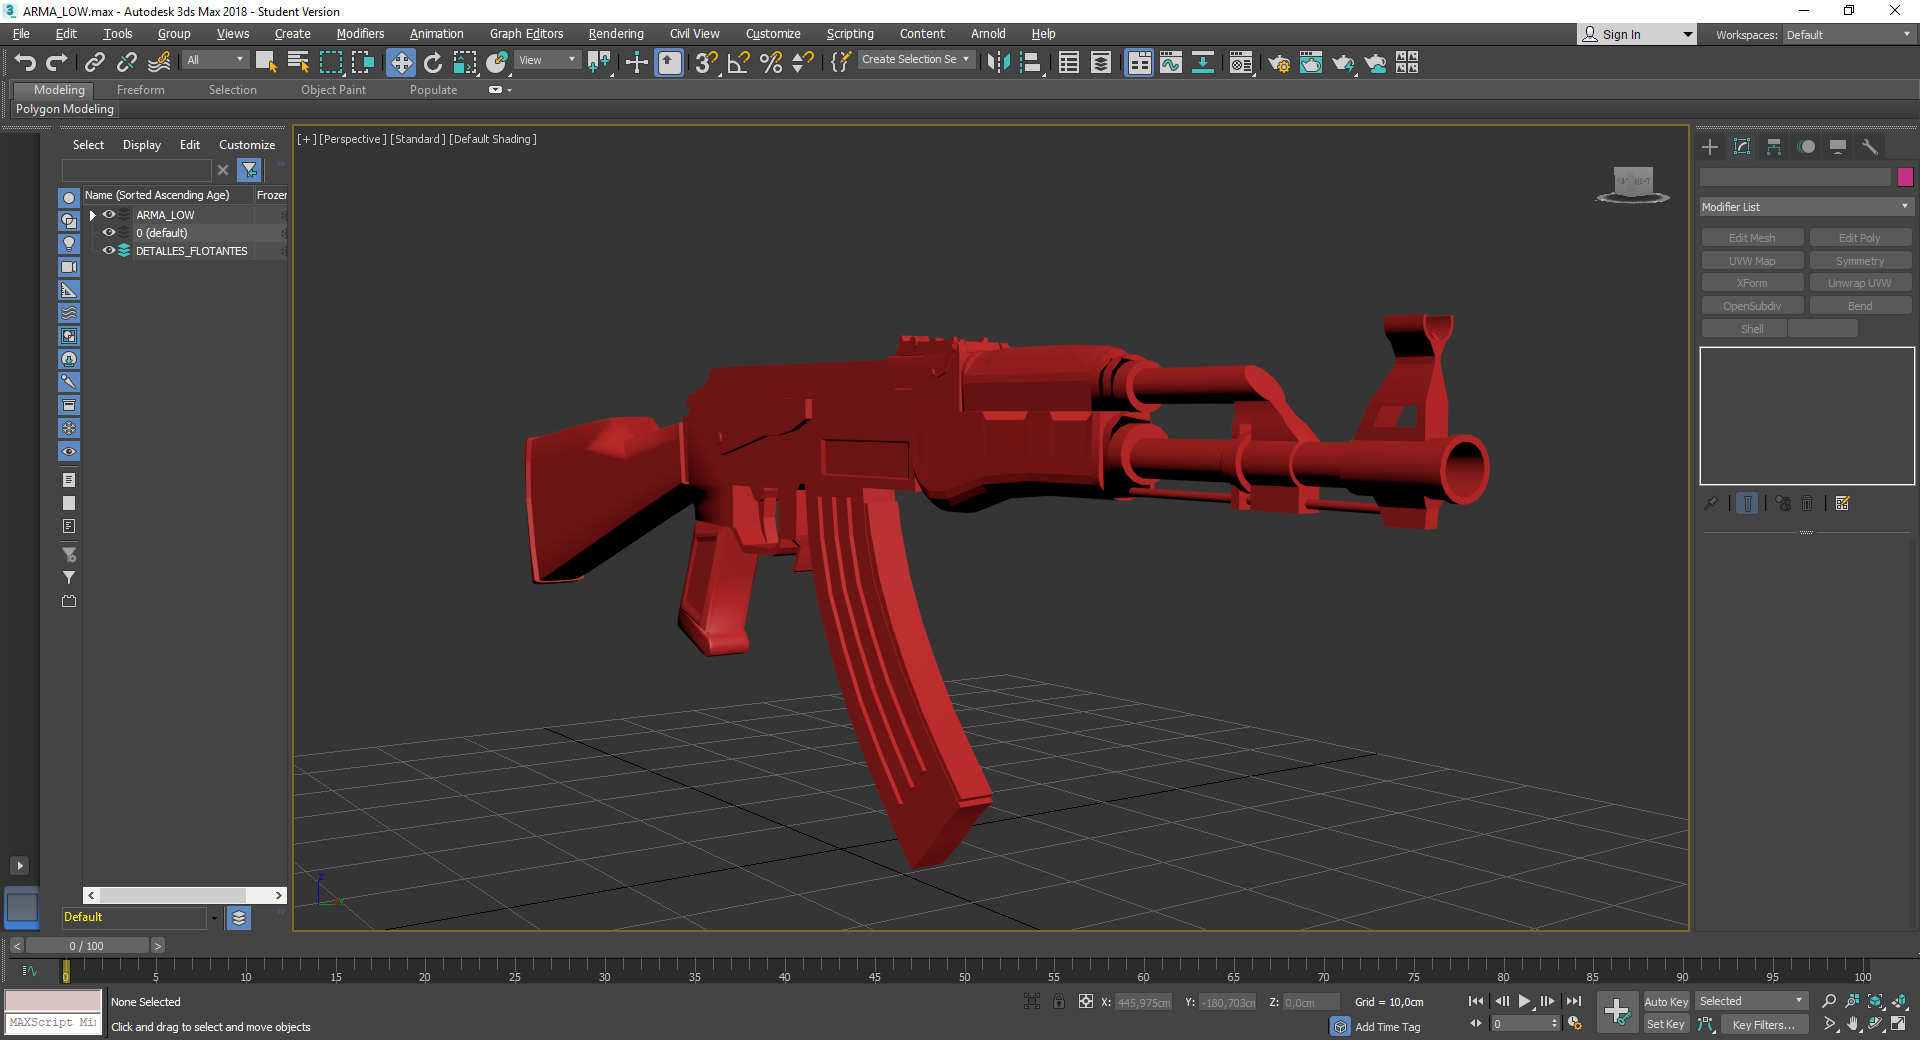 ARMA_LOW.max - Autodesk 3ds Max 2018 - Student Version
File Edit Tools Group Views Create Modifiers Animation Graph Editors Rendering Civil View Customize Scripting Content Arnold Help
Sign In
Workspaces: Default
All
View
Create Selection Se
Modeling Freeform Selection Object Paint Populate
Polygon Modeling
Select Display Edit Customize
[+] [Perspective] [Standard] [Default Shading]
Name (Sorted Ascending Age) Frozen
ARMA_LOW
0 (default)
DETALLES_FLOTANTES
Modifier List
Edit Mesh Edit Poly
UVW Map Symmetry
XForm Unwrap UVW
OpenSubdiv Bend
Shell
Default
0 / 100
0 5 10 15 20 25 30 35 40 45 50 55 60 65 70 75 80 85 90 95 100
None Selected
X: 445,975cm Y: -180,703cm Z: 0,0cm
Grid = 10,0cm
Auto Key Selected
MAXScript Mi
Click and drag to select and move objects
Add Time Tag
0
Set Key Key Filters...